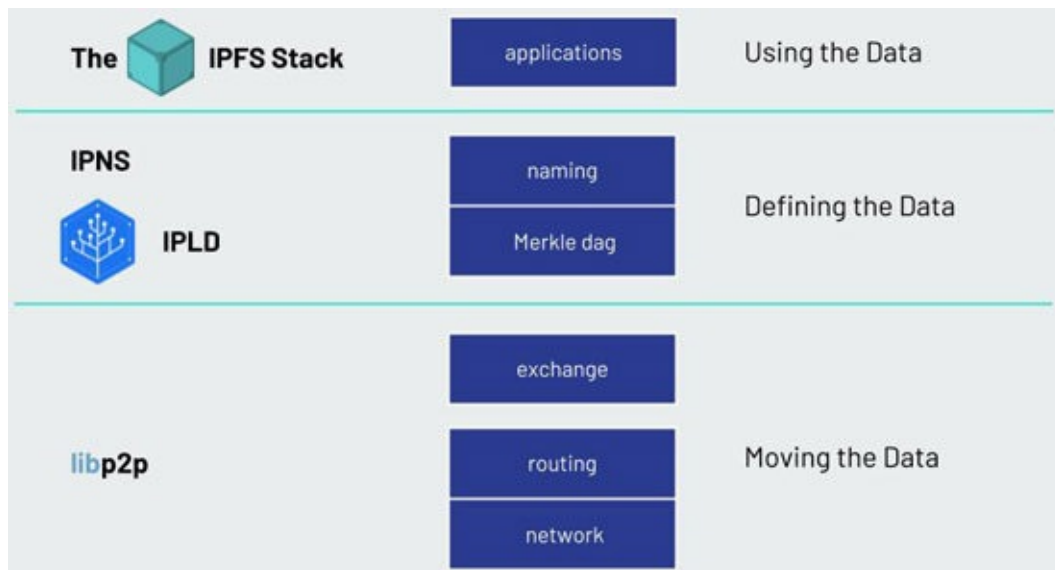 The IPFS Stack
applications
Using the Data
IPNS
naming
Defining the Data
IPLD
Merkle dag
exchange
libp2p
routing
Moving the Data
network